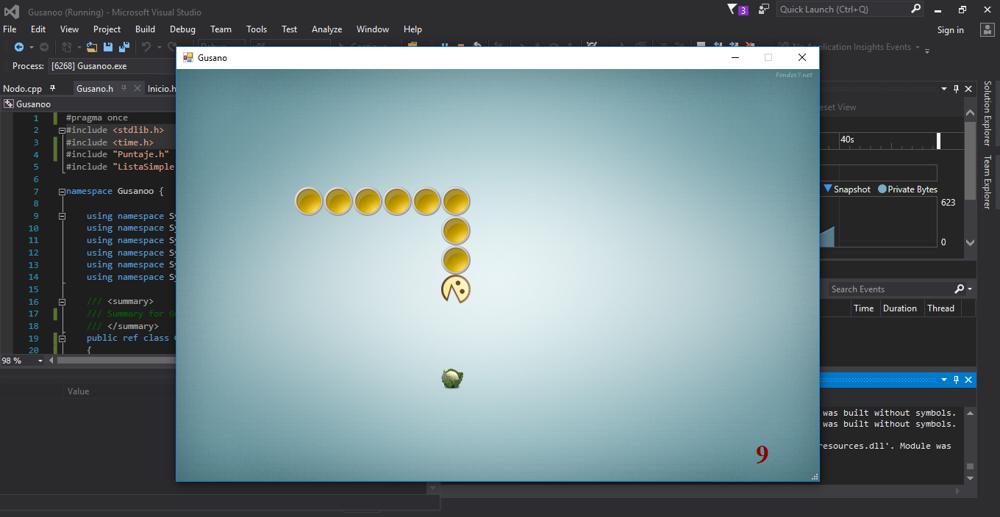 Gusanoo (Running) - Microsoft Visual Studio
3
Quick Launch (Ctrl+Q)
File Edit View Project Build Debug Team Tools Test Analyze Window Help
Sign in
Process: [6268] Gusanoo.exe
Gusano
Fondos7.net
Nodo.cpp Gusano.h Inicio.h
Gusanoo
1 #pragma once
2 #include <stdlib.h>
3 #include <time.h>
4 #include "Puntaje.h"
5 #include "ListaSimple
6
7 namespace Gusanoo {
8
9 using namespace Sy
10 using namespace Sy
11 using namespace Sy
12 using namespace Sy
13 using namespace Sy
14 using namespace Sy
15
16 /// <summary>
17 /// Summary for G
18 /// </summary>
19 public ref class
20 {
98 %
Value
9
eset View
40s
Snapshot Private Bytes
623
0
Search Events
Time Duration Thread
was built without symbols.
was built without symbols.
resources.dll'. Module was
Solution Explorer
Team Explorer